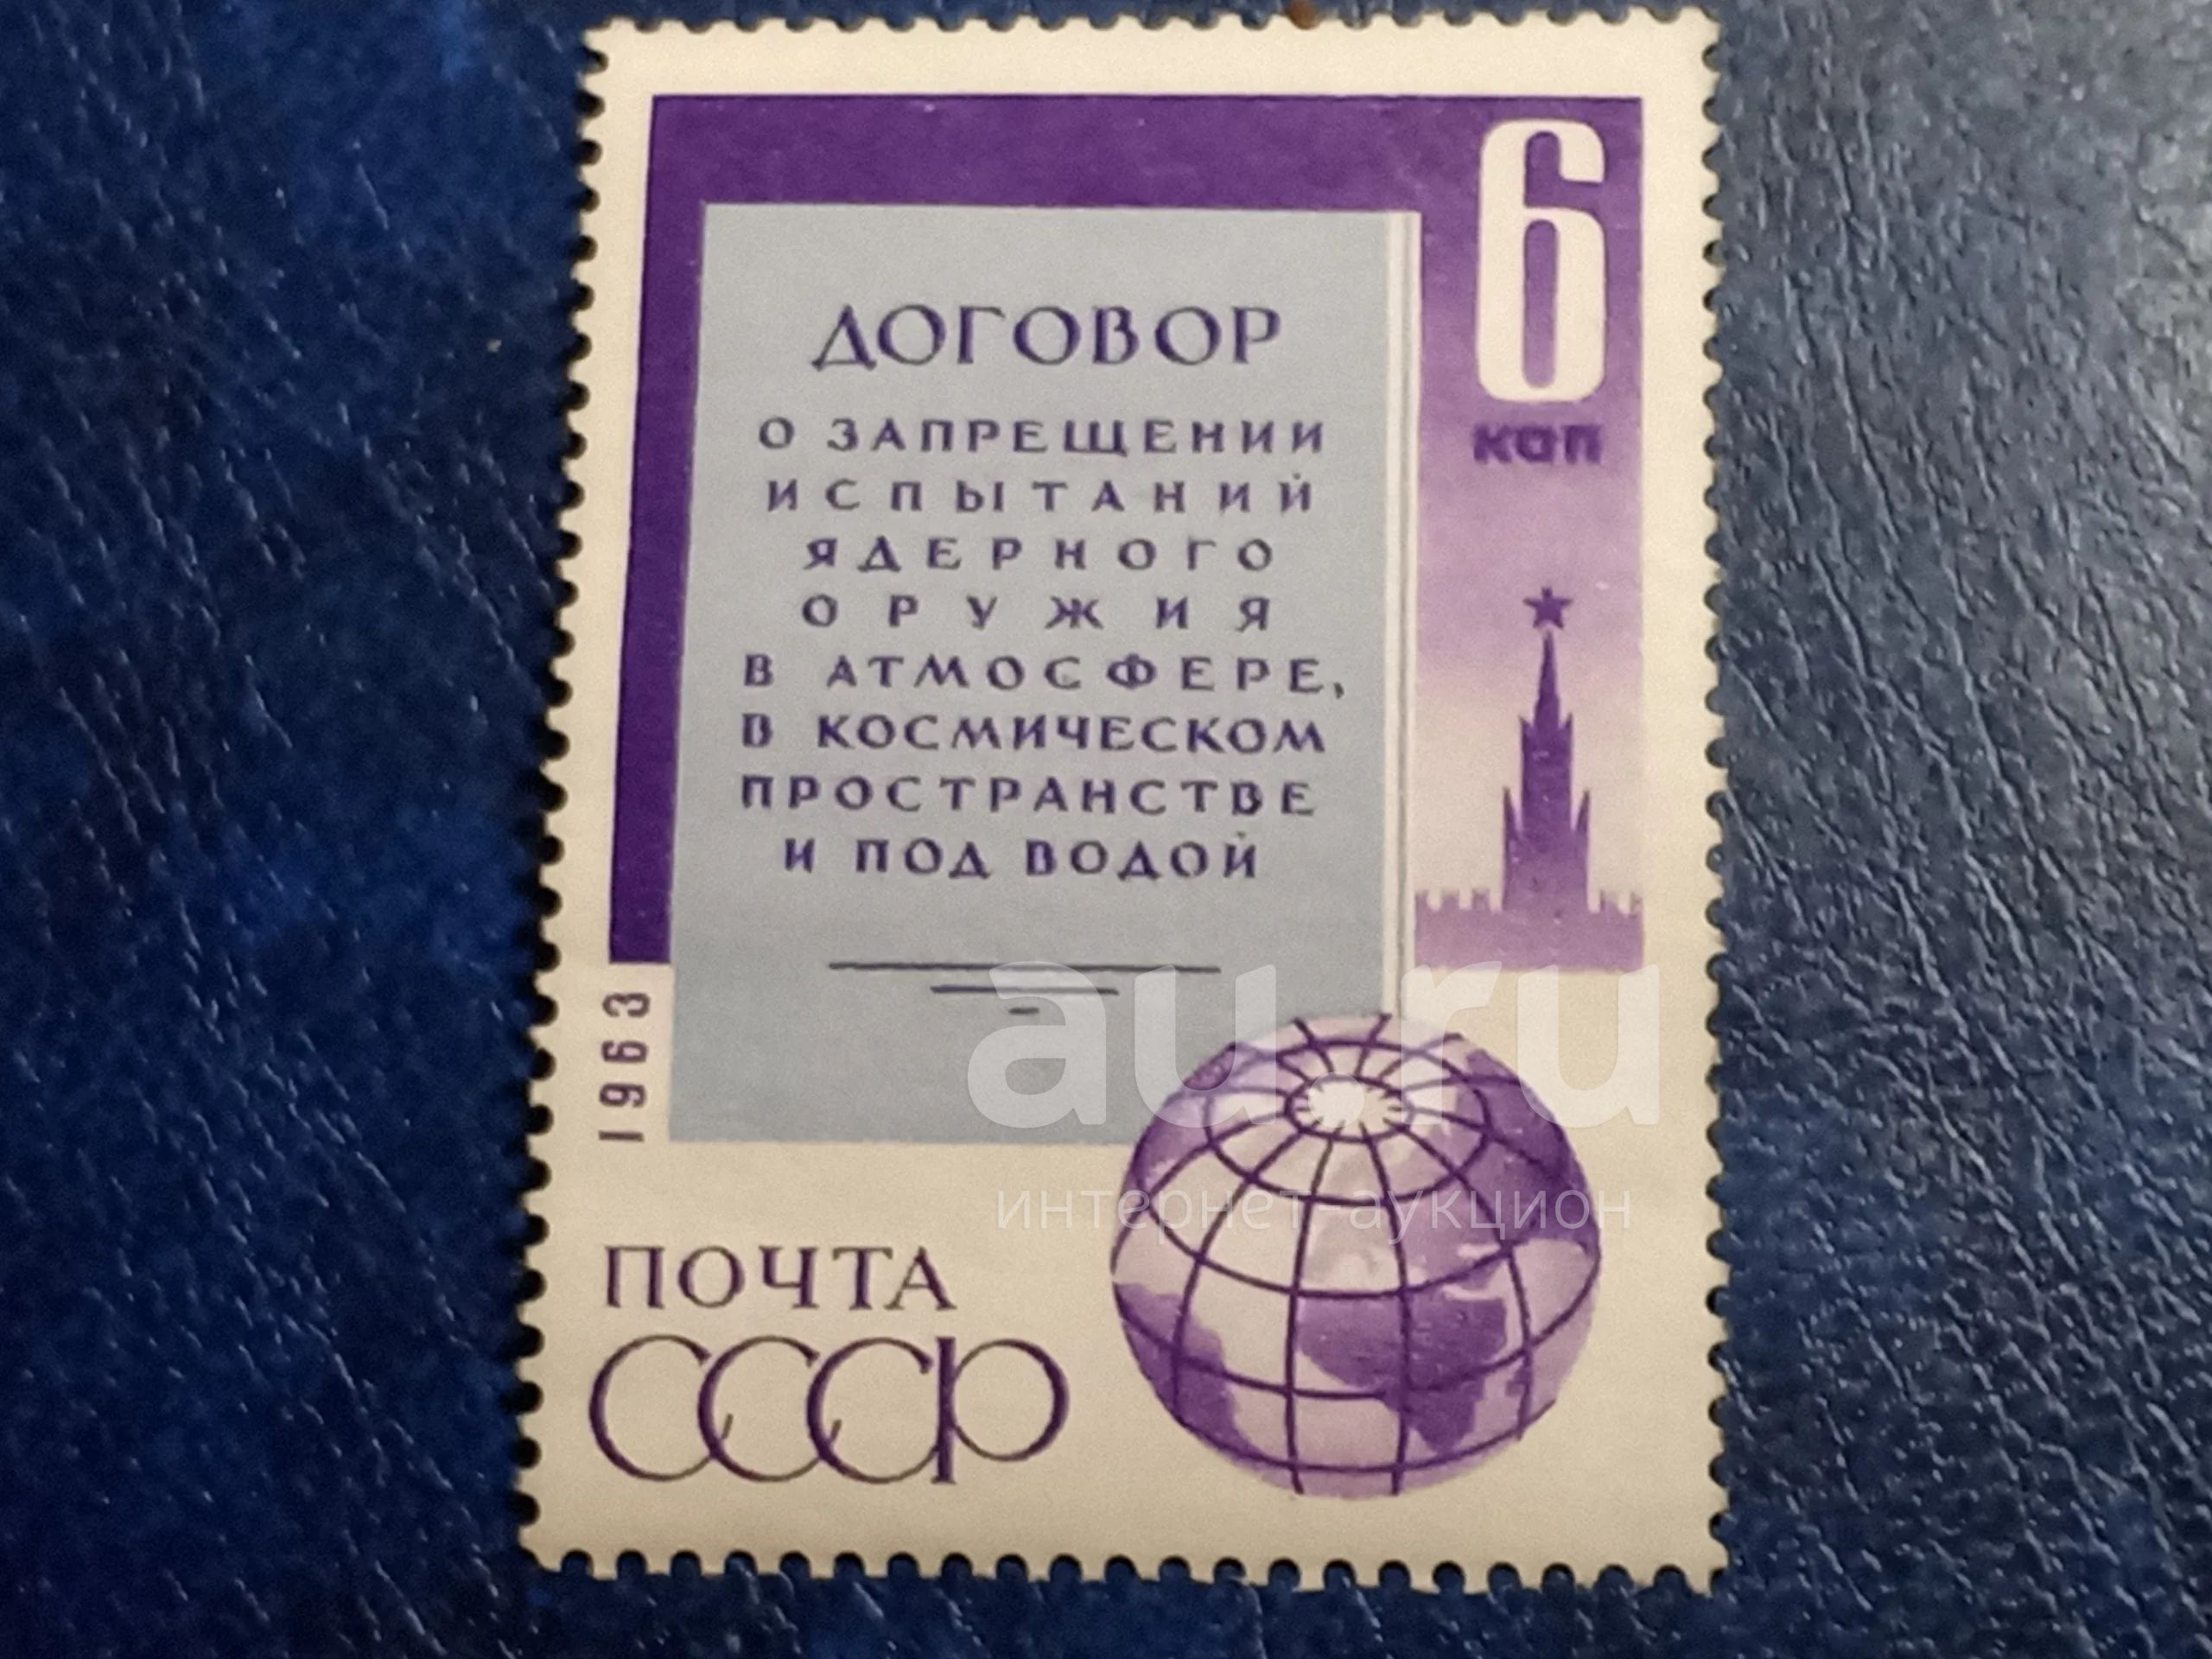 6
коп
ДОГОВОР
О ЗАПРЕЩЕНИИ
ИСПЫТАНИЙ
ЯДЕРНОГО
ОРУЖИЯ
В АТМОСФЕРЕ,
В КОСМИЧЕСКОМ
ПРОСТРАНСТВЕ
И ПОД ВОДОЙ
1963
au.ru
интернет-аукцион
ПОЧТА
СССР